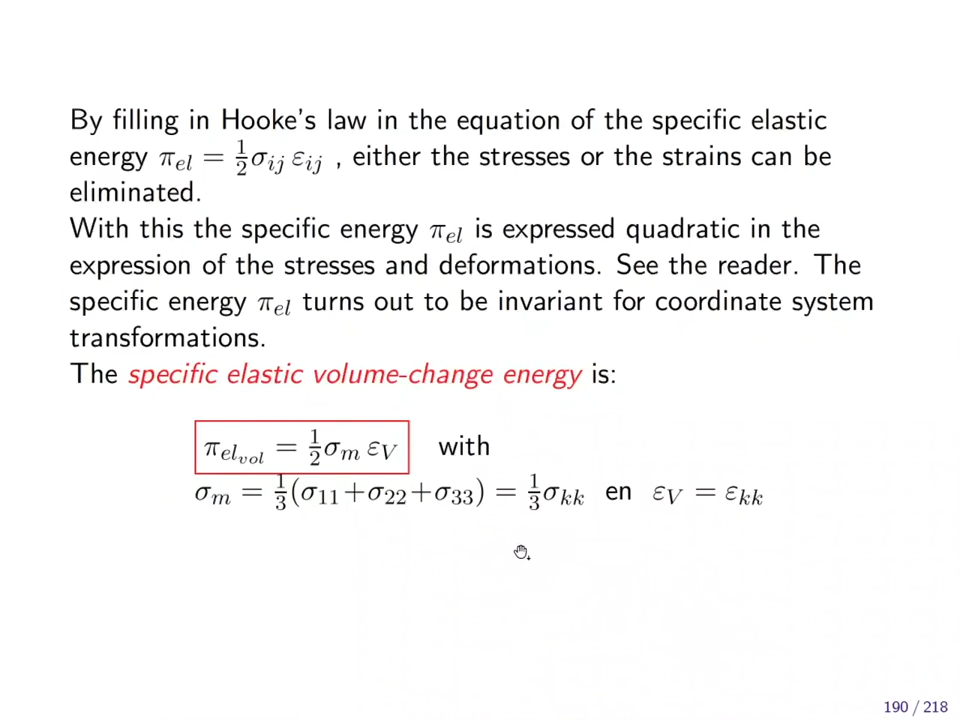 By filling in Hooke's law in the equation of the specific elastic
energy π_el = ½σ_ij ε_ij , either the stresses or the strains can be
eliminated.
With this the specific energy π_el is expressed quadratic in the
expression of the stresses and deformations. See the reader. The
specific energy π_el turns out to be invariant for coordinate system
transformations.
The specific elastic volume-change energy is:
π_el_vol = ½σ_m ε_V with
σ_m = ⅓(σ_11+σ_22+σ_33) = ⅓σ_kk en ε_V = ε_kk
190 / 218